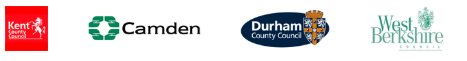 Kent
County
Council
Camden
Durham
County Council
West
Berkshire
COUNCIL